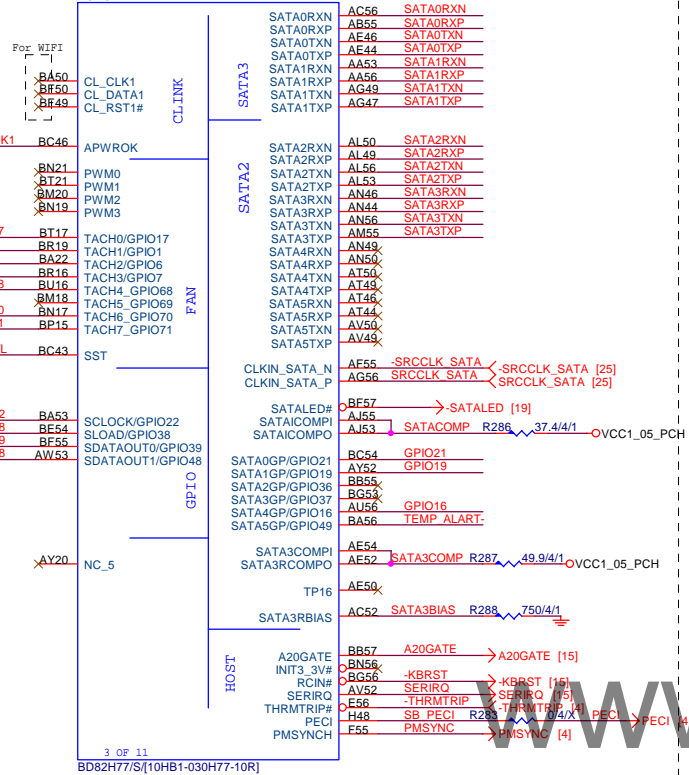 For WIFI
BA50 CL_CLK1
BF50 CL_DATA1
BF49 CL_RST1#
K1 BC46 APWROK
BN21 PWM0
BT21 PWM1
BM20 PWM2
BN19 PWM3
7 BT17 TACH0/GPIO17
BR19 TACH1/GPIO1
BA22 TACH2/GPIO6
BR16 TACH3/GPIO7
3 BU16 TACH4_GPIO68
BM18 TACH5_GPIO69
0 BN17 TACH6_GPIO70
1 BP15 TACH7_GPIO71
L BC43 SST
2 BA53 SCLOCK/GPIO22
8 BE54 SLOAD/GPIO38
9 BF55 SDATAOUT0/GPIO39
8 AW53 SDATAOUT1/GPIO48
AY20 NC_5
CLINK
FAN
GPIO
SATA3
SATA2
HOST
SATA0RXN AC56 SATA0RXN
SATA0RXP AB55 SATA0RXP
SATA0TXN AE46 SATA0TXN
SATA0TXP AE44 SATA0TXP
SATA1RXN AA53 SATA1RXN
SATA1RXP AA56 SATA1RXP
SATA1TXN AG49 SATA1TXN
SATA1TXP AG47 SATA1TXP
SATA2RXN AL50 SATA2RXN
SATA2RXP AL49 SATA2RXP
SATA2TXN AL56 SATA2TXN
SATA2TXP AL53 SATA2TXP
SATA3RXN AN46 SATA3RXN
SATA3RXP AN44 SATA3RXP
SATA3TXN AN56 SATA3TXN
SATA3TXP AM55 SATA3TXP
SATA4RXN AN49
SATA4RXP AN50
SATA4TXN AT50
SATA4TXP AT49
SATA5RXN AT46
SATA5RXP AT44
SATA5TXN AV50
SATA5TXP AV49
CLKIN_SATA_N AF55 -SRCCLK_SATA -SRCCLK_SATA [25]
CLKIN_SATA_P AG56 SRCCLK_SATA SRCCLK_SATA [25]
SATALED# BF57 -SATALED [19]
SATAICOMPI AJ55
SATAICOMPO AJ53 SATACOMP R286 37.4/4/1 VCC1_05_PCH
SATA0GP/GPIO21 BC54 GPIO21
SATA1GP/GPIO19 AY52 GPIO19
SATA2GP/GPIO36 BB55
SATA3GP/GPIO37 BG53
SATA4GP/GPIO16 AU56 GPIO16
SATA5GP/GPIO49 BA56 TEMP_ALART-
SATA3COMPI AE54
SATA3RCOMPO AE52 SATA3COMP R287 49.9/4/1 VCC1_05_PCH
TP16 AE50
SATA3RBIAS AC52 SATA3BIAS R288 750/4/1
A20GATE BB57 A20GATE A20GATE [15]
INIT3_3V# BN56
RCIN# BG56 -KBRST -KBRST [15]
SERIRQ AV52 SERIRQ SERIRQ [15]
THRMTRIP# E56 -THRMTRIP -THRMTRIP [4]
PECI H48 SB_PECI R283 0/4/X PECI PECI [4
PMSYNCH F55 PMSYNC PMSYNC [4]
3 OF 11
BD82H77/S/[10HB1-030H77-10R]
ww